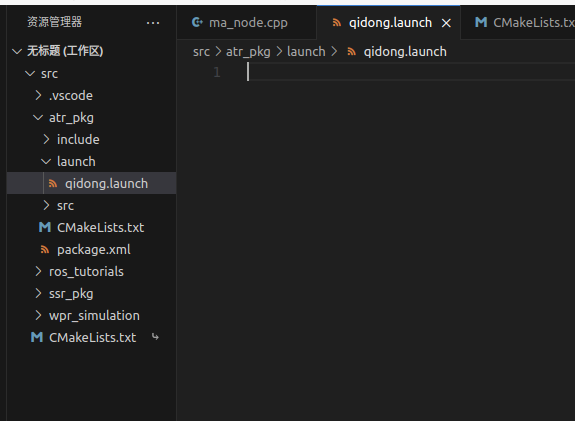 资源管理器 ...
无标题 (工作区)
src
.vscode
atr_pkg
include
launch
qidong.launch
src
CMakeLists.txt
package.xml
ros_tutorials
ssr_pkg
wpr_simulation
CMakeLists.txt
ma_node.cpp qidong.launch CMakeLists.tx
src > atr_pkg > launch > qidong.launch
1